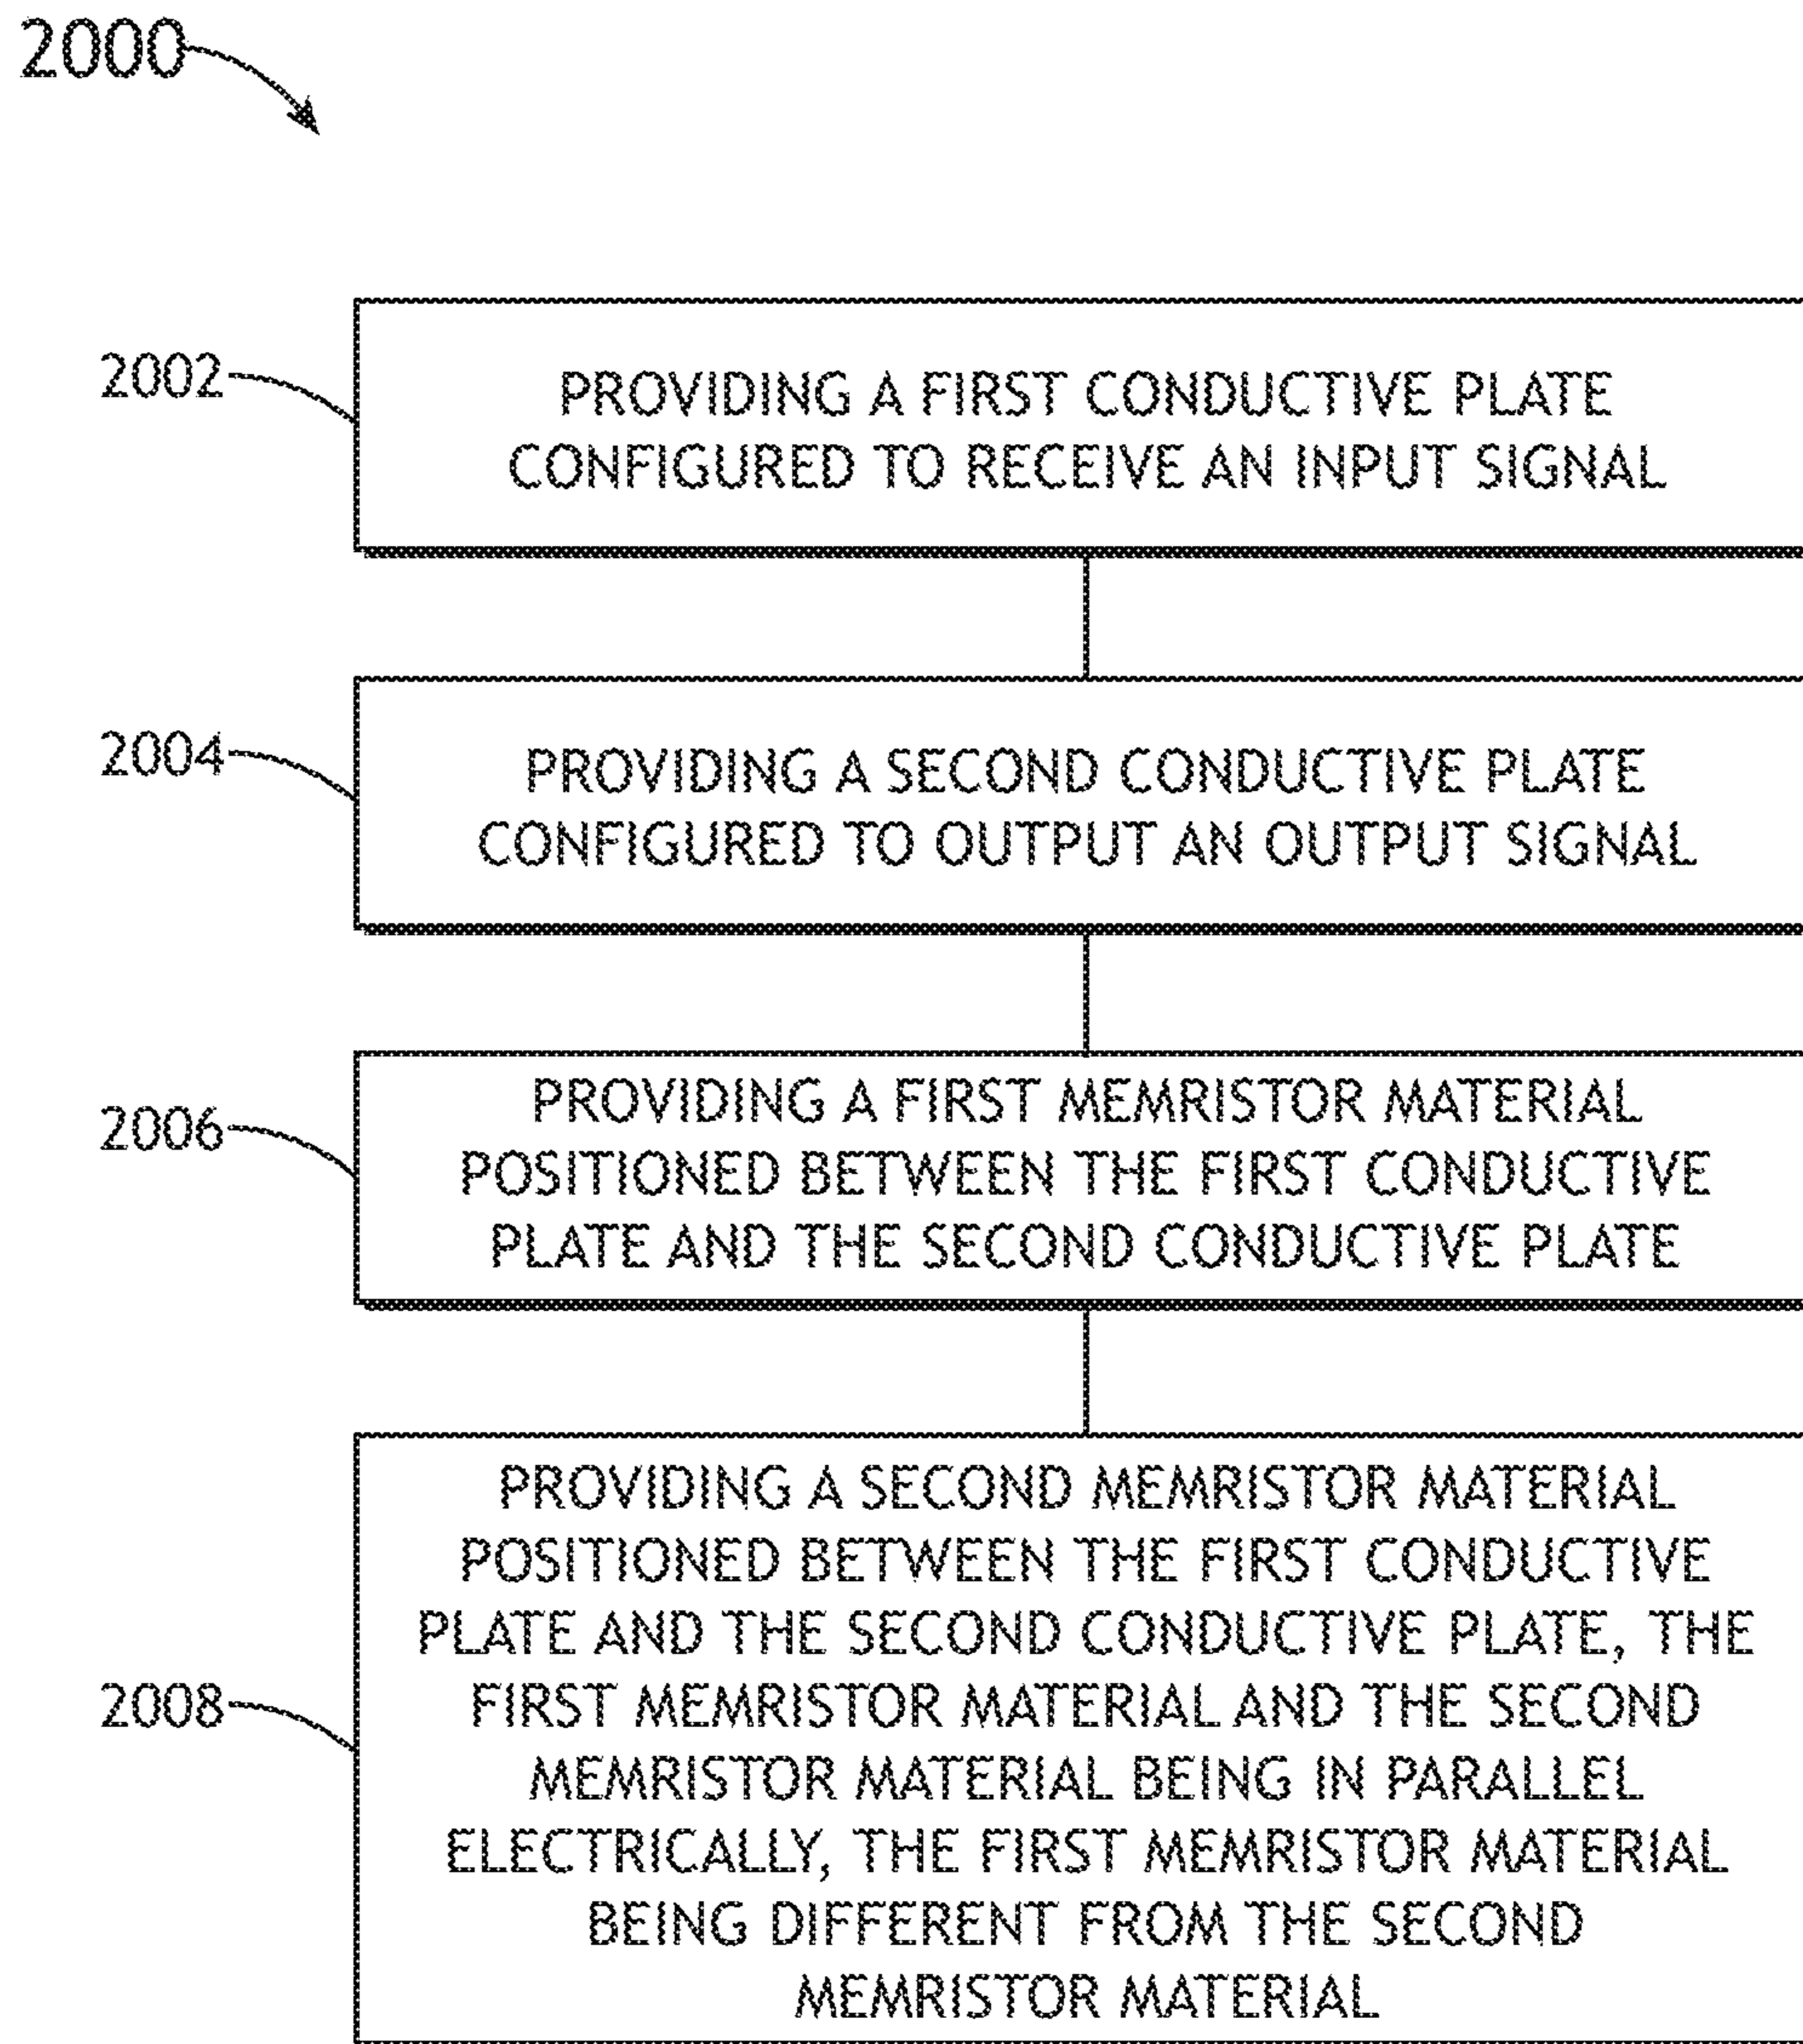 2000
2002
PROVIDING A FIRST CONDUCTIVE PLATE
CONFIGURED TO RECEIVE AN INPUT SIGNAL
2004
PROVIDING A SECOND CONDUCTIVE PLATE
CONFIGURED TO OUTPUT AN OUTPUT SIGNAL
2006
PROVIDING A FIRST MEMRISTOR MATERIAL
POSITIONED BETWEEN THE FIRST CONDUCTIVE
PLATE AND THE SECOND CONDUCTIVE PLATE
2008
PROVIDING A SECOND MEMRISTOR MATERIAL
POSITIONED BETWEEN THE FIRST CONDUCTIVE
PLATE AND THE SECOND CONDUCTIVE PLATE, THE
FIRST MEMRISTOR MATERIAL AND THE SECOND
MEMRISTOR MATERIAL BEING IN PARALLEL
ELECTRICALLY, THE FIRST MEMRISTOR MATERIAL
BEING DIFFERENT FROM THE SECOND
MEMRISTOR MATERIAL